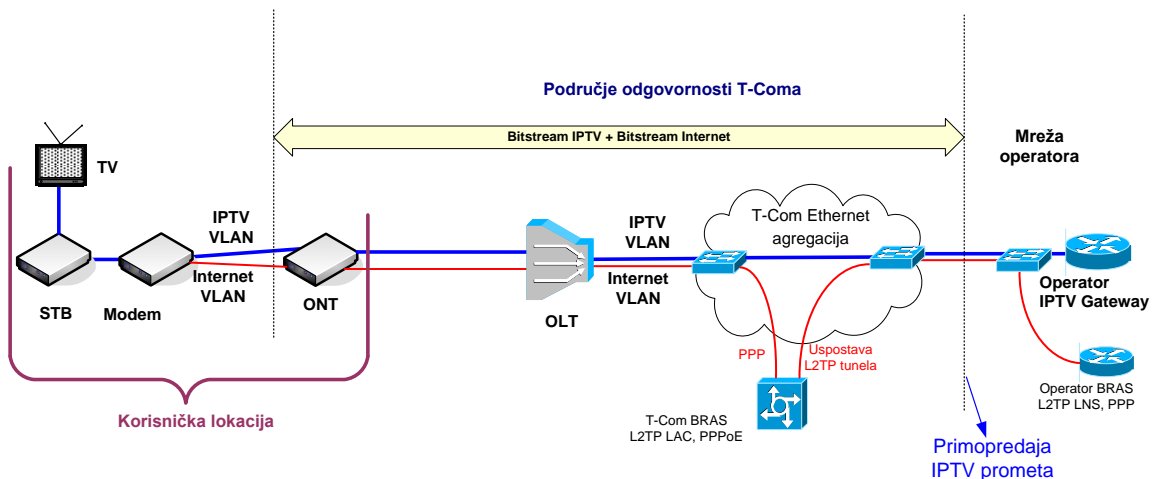 Područje odgovornosti T-Coma
Bitstream IPTV + Bitstream Internet
Mreža
operatora
TV
IPTV
VLAN
Internet
VLAN
STB
Modem
ONT
OLT
IPTV
VLAN
Internet
VLAN
T-Com Ethernet
agregacija
Operator
IPTV Gateway
PPP
Uspostava
L2TP tunela
T-Com BRAS
L2TP LAC, PPPoE
Operator BRAS
L2TP LNS, PPP
Korisnička lokacija
Primopredaja
IPTV prometa